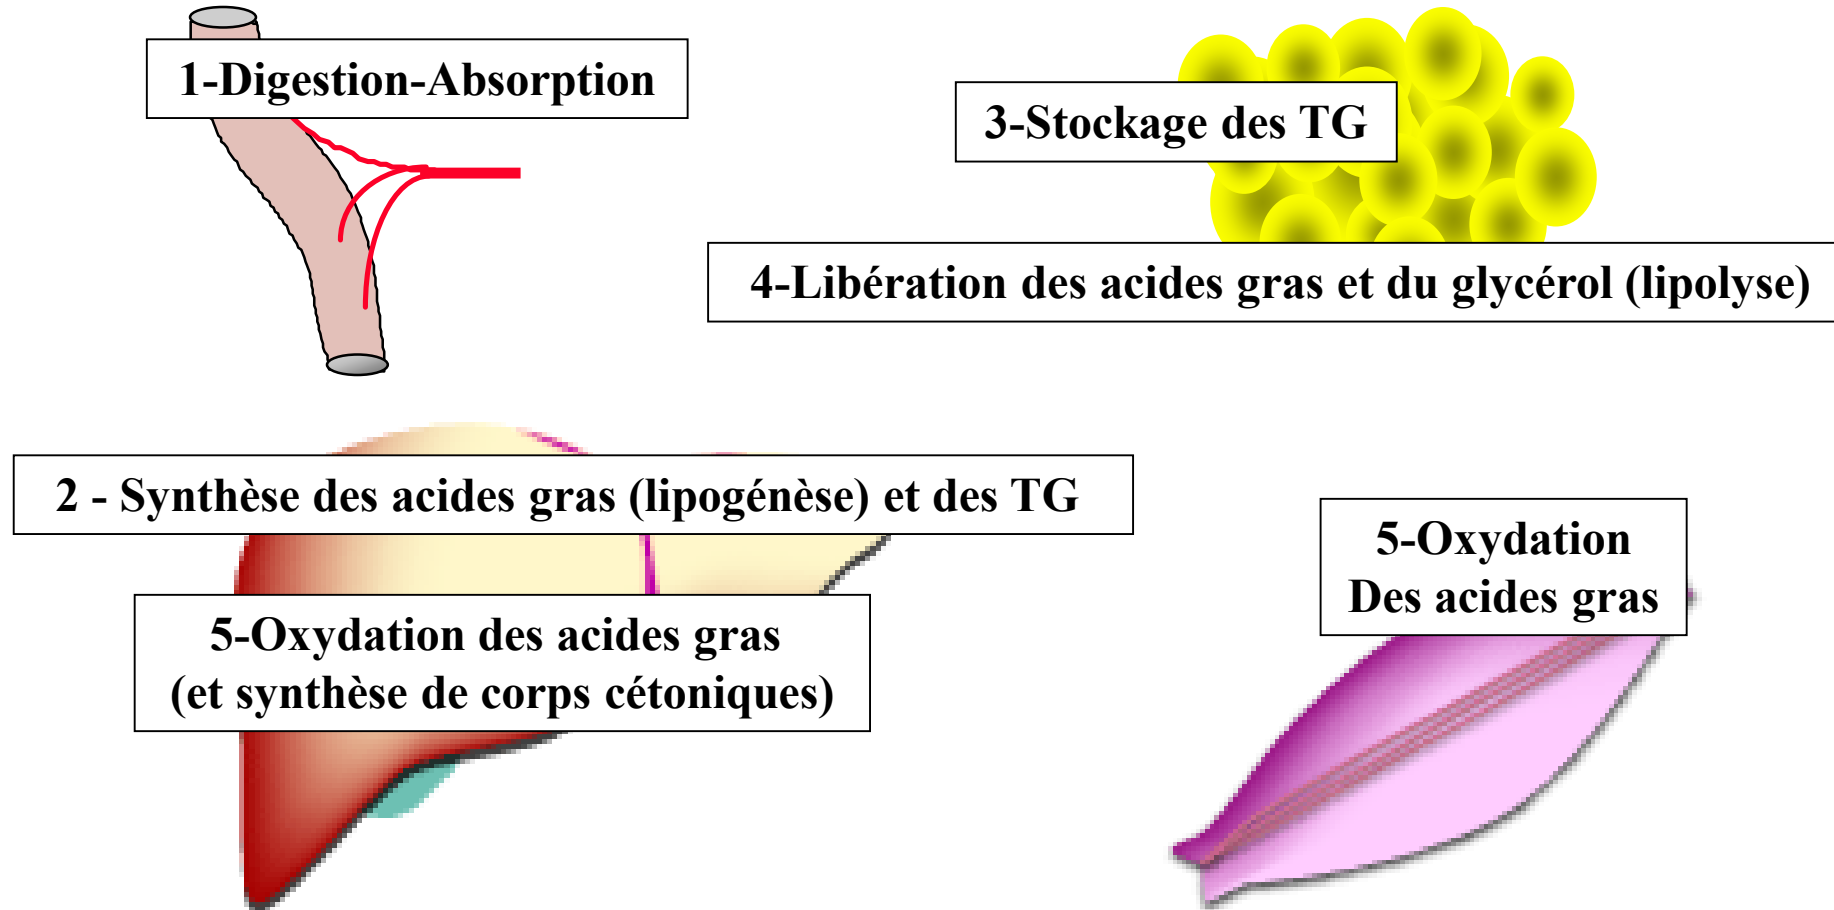 1-Digestion-Absorption
3-Stockage des TG
4-Libération des acides gras et du glycérol (lipolyse)
2 - Synthèse des acides gras (lipogénèse) et des TG
5-Oxydation des acides gras
(et synthèse de corps cétoniques)
5-Oxydation
Des acides gras